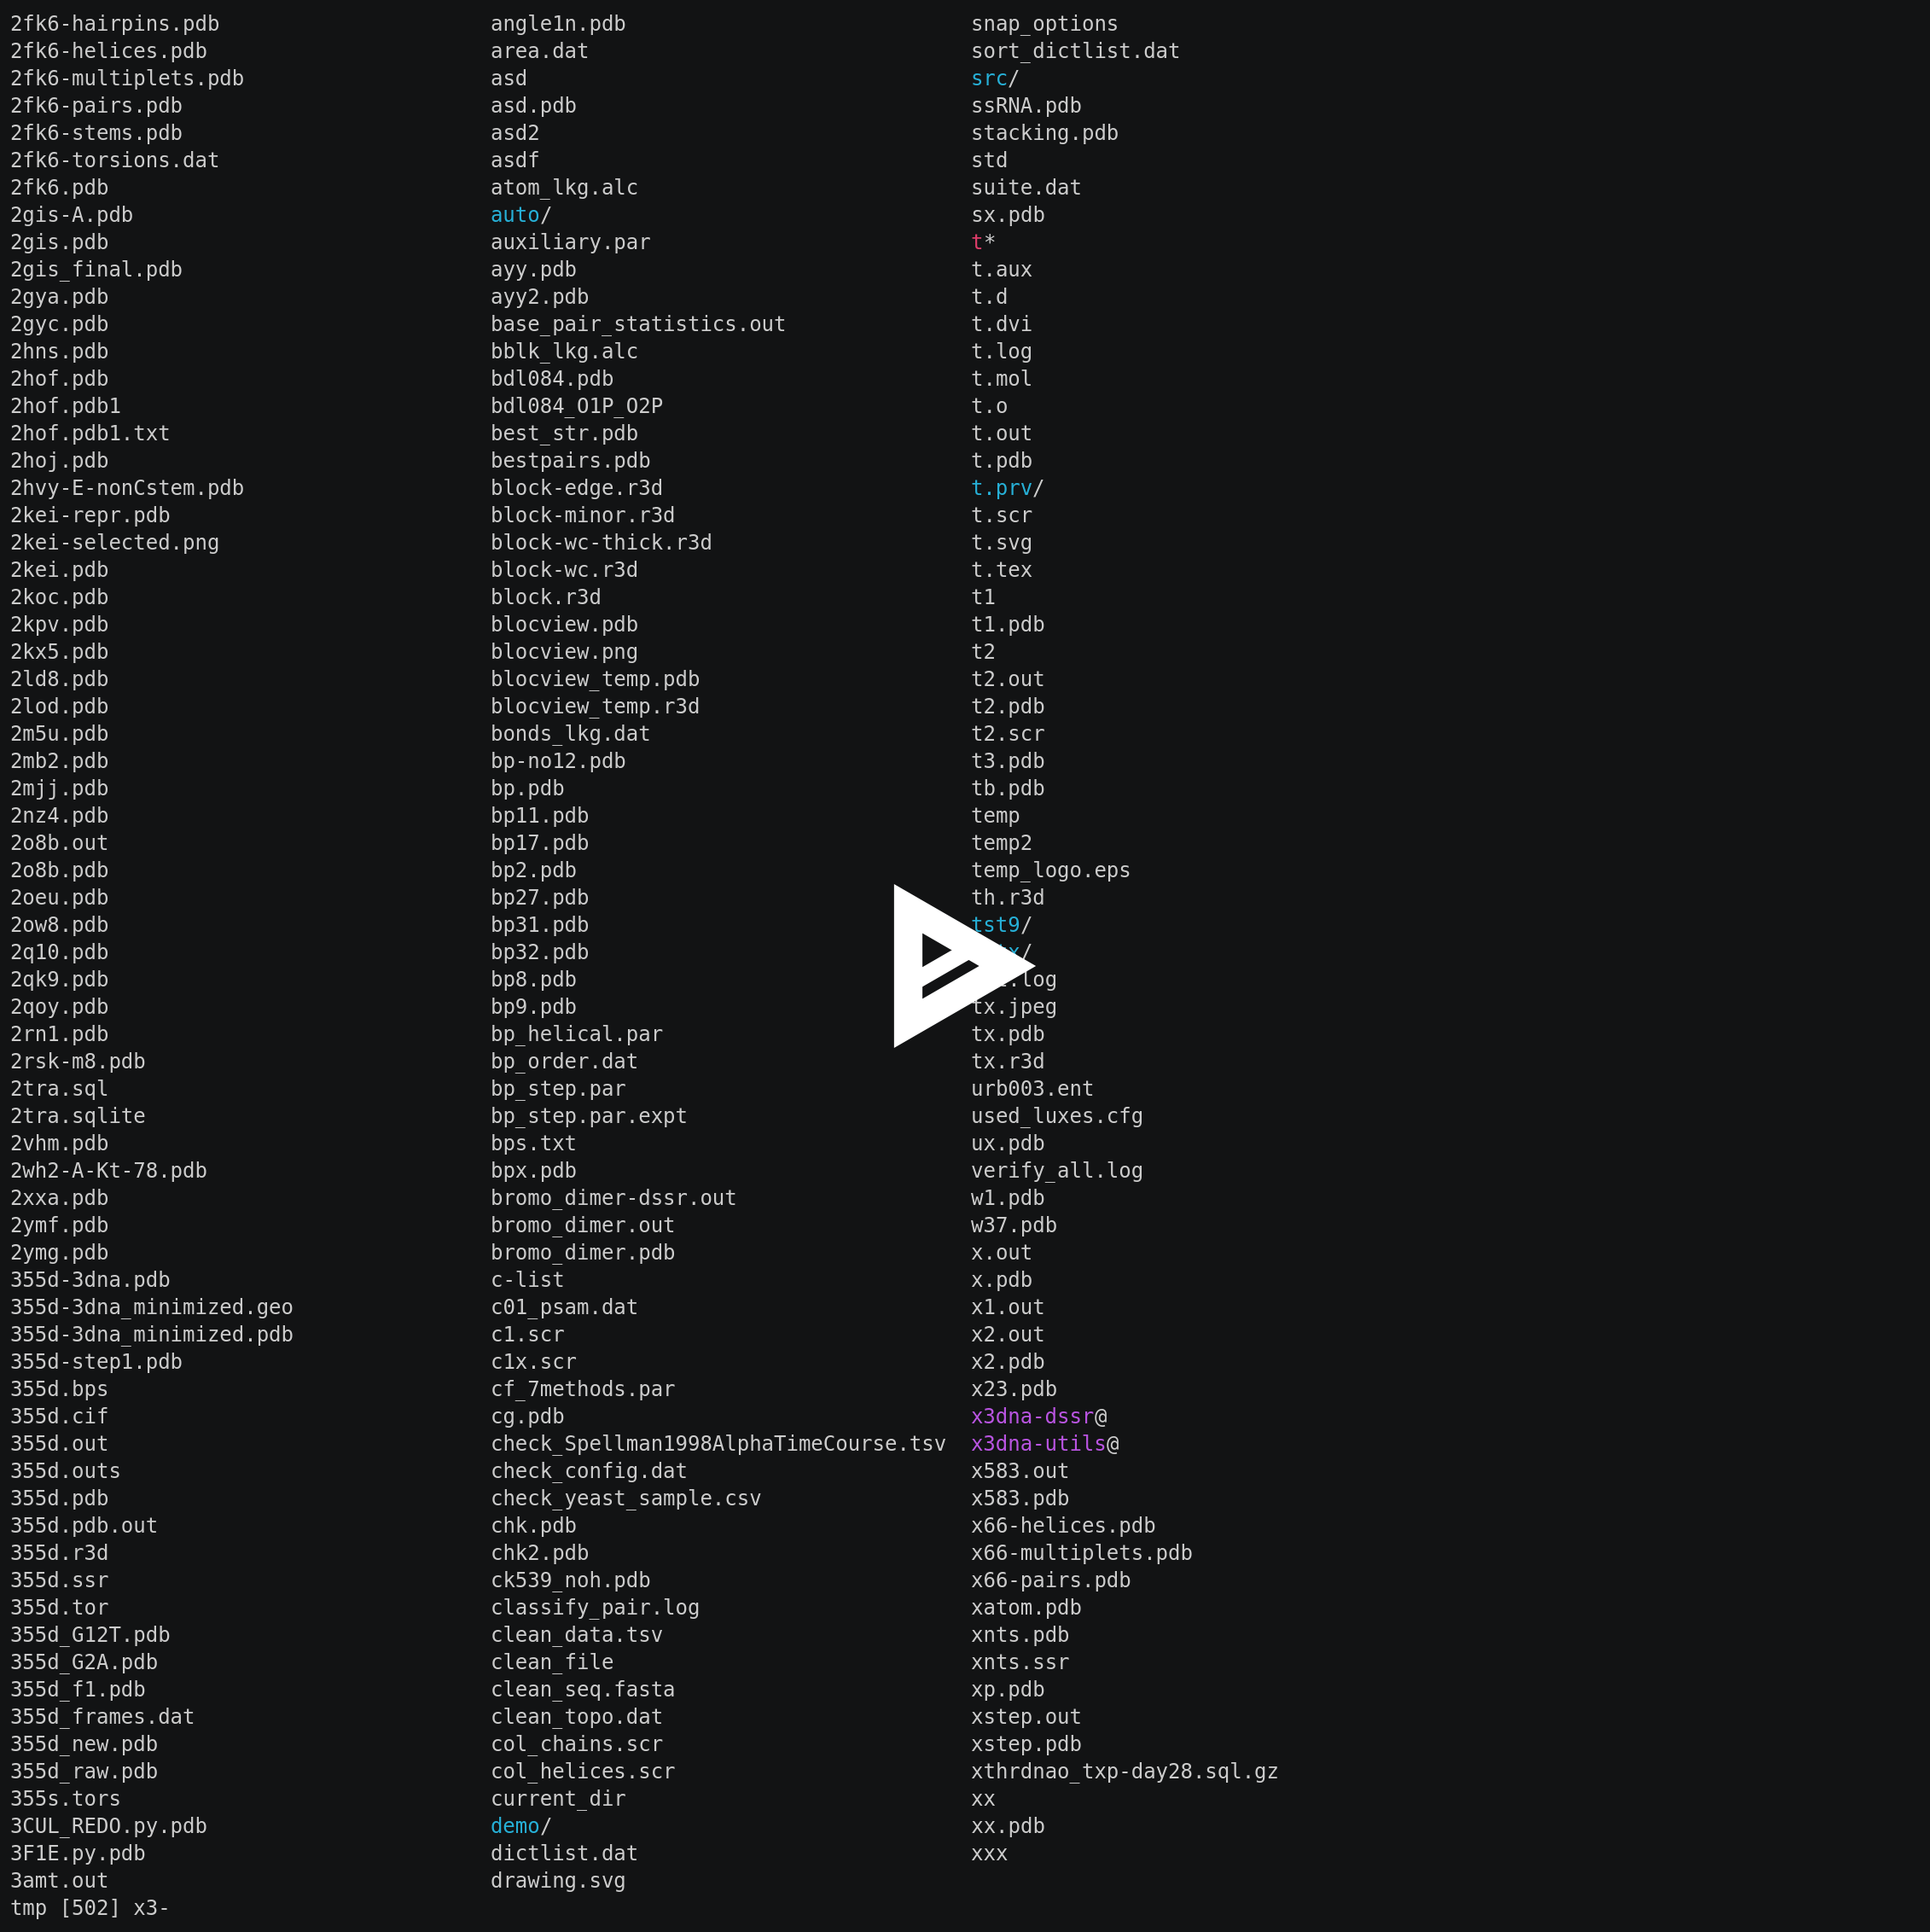 2fk6-hairpins.pdb angle1n.pdb snap_options
2fk6-helices.pdb area.dat sort_dictlist.dat
2fk6-multiplets.pdb asd src/
2fk6-pairs.pdb asd.pdb ssRNA.pdb
2fk6-stems.pdb asd2 stacking.pdb
2fk6-torsions.dat asdf std
2fk6.pdb atom_lkg.alc suite.dat
2gis-A.pdb auto/ sx.pdb
2gis.pdb auxiliary.par t*
2gis_final.pdb ayy.pdb t.aux
2gya.pdb ayy2.pdb t.d
2gyc.pdb base_pair_statistics.out t.dvi
2hns.pdb bblk_lkg.alc t.log
2hof.pdb bdl084.pdb t.mol
2hof.pdb1 bdl084_O1P_O2P t.o
2hof.pdb1.txt best_str.pdb t.out
2hoj.pdb bestpairs.pdb t.pdb
2hvy-E-nonCstem.pdb block-edge.r3d t.prv/
2kei-repr.pdb block-minor.r3d t.scr
2kei-selected.png block-wc-thick.r3d t.svg
2kei.pdb block-wc.r3d t.tex
2koc.pdb block.r3d t1
2kpv.pdb blocview.pdb t1.pdb
2kx5.pdb blocview.png t2
2ld8.pdb blocview_temp.pdb t2.out
2lod.pdb blocview_temp.r3d t2.pdb
2m5u.pdb bonds_lkg.dat t2.scr
2mb2.pdb bp-no12.pdb t3.pdb
2mjj.pdb bp.pdb tb.pdb
2nz4.pdb bp11.pdb temp
2o8b.out bp17.pdb temp2
2o8b.pdb bp2.pdb temp_logo.eps
2oeu.pdb bp27.pdb th.r3d
2ow8.pdb bp31.pdb tst9/
2q10.pdb bp32.pdb
2qk9.pdb bp8.pdb
2qoy.pdb bp9.pdb tx.jpeg
2rn1.pdb bp_helical.par tx.pdb
2rsk-m8.pdb bp_order.dat tx.r3d
2tra.sql bp_step.par urb003.ent
2tra.sqlite bp_step.par.expt used_luxes.cfg
2vhm.pdb bps.txt ux.pdb
2wh2-A-Kt-78.pdb bpx.pdb verify_all.log
2xxa.pdb bromo_dimer-dssr.out w1.pdb
2ymf.pdb bromo_dimer.out w37.pdb
2ymg.pdb bromo_dimer.pdb x.out
355d-3dna.pdb c-list x.pdb
355d-3dna_minimized.geo c01_psam.dat x1.out
355d-3dna_minimized.pdb c1.scr x2.out
355d-step1.pdb c1x.scr x2.pdb
355d.bps cf_7methods.par x23.pdb
355d.cif cg.pdb x3dna-dssr@
355d.out check_Spellman1998AlphaTimeCourse.tsv x3dna-utils@
355d.outs check_config.dat x583.out
355d.pdb check_yeast_sample.csv x583.pdb
355d.pdb.out chk.pdb x66-helices.pdb
355d.r3d chk2.pdb x66-multiplets.pdb
355d.ssr ck539_noh.pdb x66-pairs.pdb
355d.tor classify_pair.log xatom.pdb
355d_G12T.pdb clean_data.tsv xnts.pdb
355d_G2A.pdb clean_file xnts.ssr
355d_f1.pdb clean_seq.fasta xp.pdb
355d_frames.dat clean_topo.dat xstep.out
355d_new.pdb col_chains.scr xstep.pdb
355d_raw.pdb col_helices.scr xthrdnao_txp-day28.sql.gz
355s.tors current_dir xx
3CUL_REDO.py.pdb demo/ xx.pdb
3F1E.py.pdb dictlist.dat xxx
3amt.out drawing.svg
tmp [502] x3-